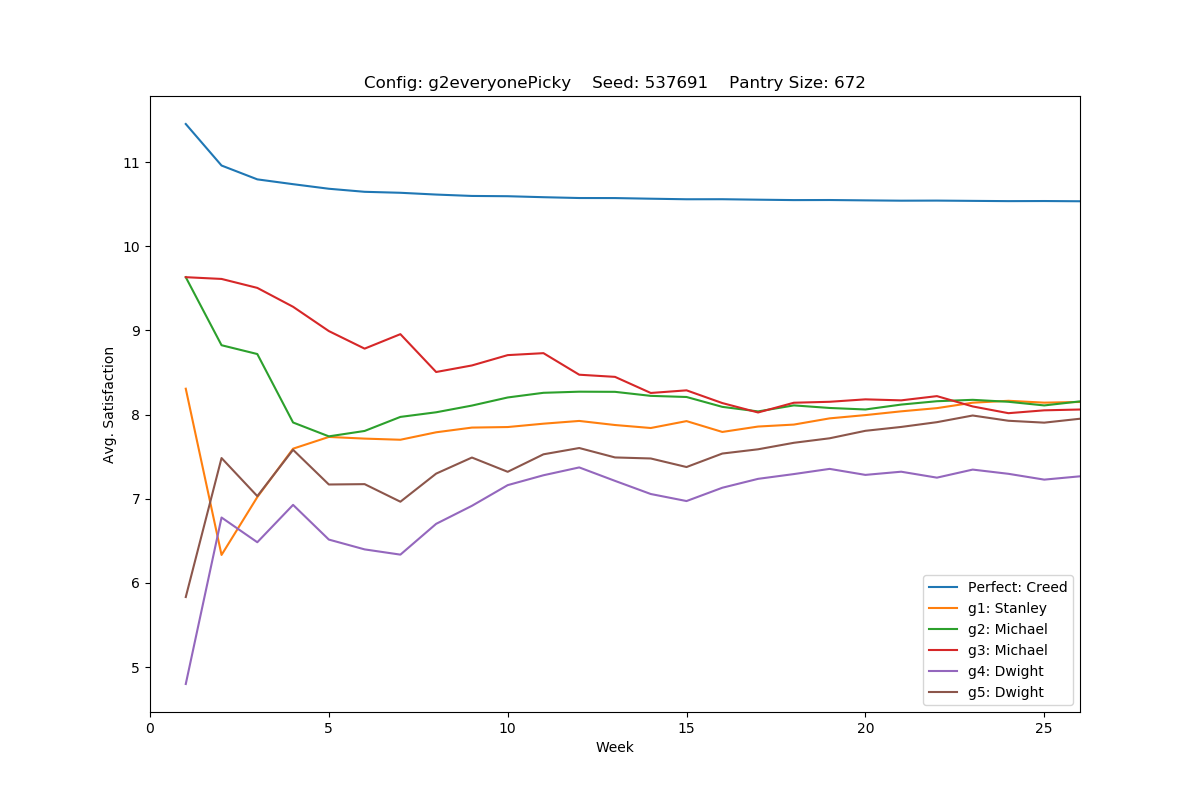 Config: g2everyonePicky    Seed: 537691    Pantry Size: 672
Avg. Satisfaction
11
10
9
8
7
6
5
0
5
10
15
20
25
Week
Perfect: Creed
g1: Stanley
g2: Michael
g3: Michael
g4: Dwight
g5: Dwight